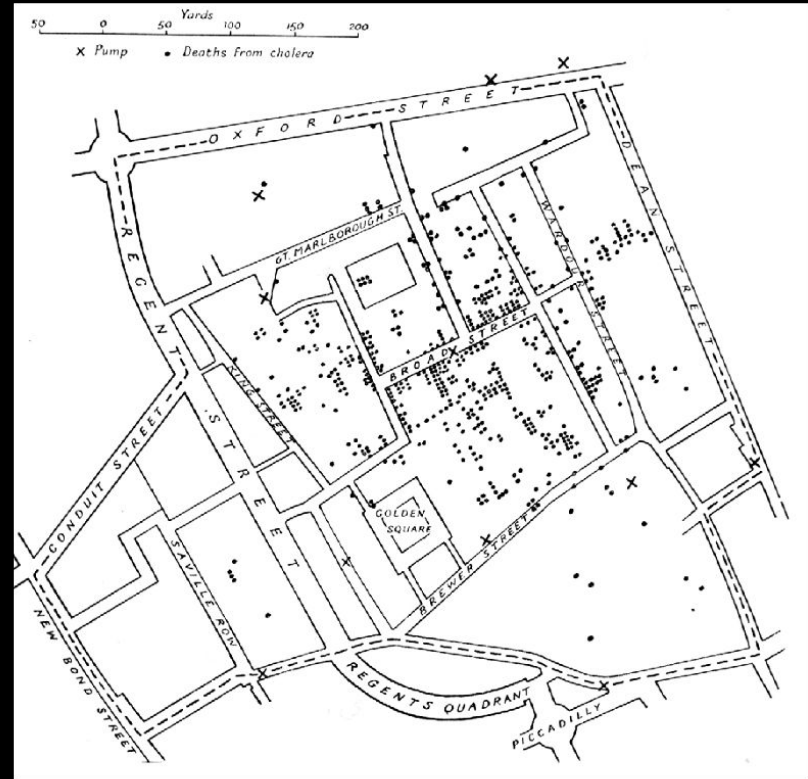 Yards
50 0 50 100 150 200
x Pump • Deaths from cholera
OXFORD STREET
REGENT STREET
DEAN STREET
WARDOUR STREET
GT. MARLBOROUGH ST.
BROAD STREET
KING STREET
CONDUIT STREET
GOLDEN SQUARE
BREWER STREET
SAVILLE ROW
NEW BOND STREET
REGENTS QUADRANT
PICCADILLY